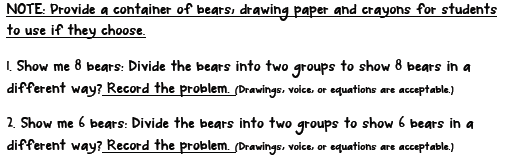 NOTE: Provide a container of bears, drawing paper and crayons for students
to use if they choose.
1. Show me 8 bears: Divide the bears into two groups to show 8 bears in a
different way? Record the problem. (Drawings, voice, or equations are acceptable.)
2. Show me 6 bears: Divide the bears into two groups to show 6 bears in a
different way? Record the problem. (Drawings, voice, or equations are acceptable.)